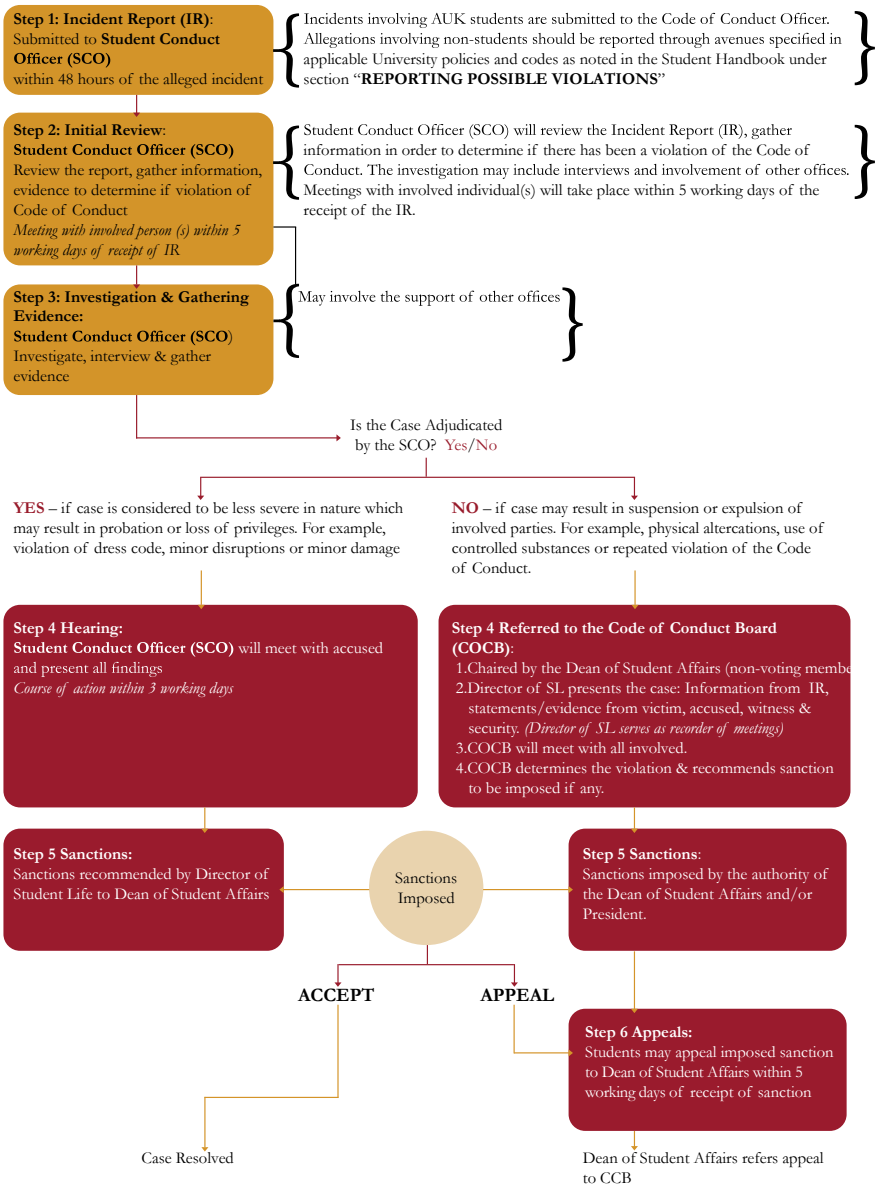 Step 1: Incident Report (IR):
Submitted to Student Conduct
Officer (SCO)
within 48 hours of the alleged incident
Incidents involving AUK students are submitted to the Code of Conduct Officer.
Allegations involving non-students should be reported through avenues specified in
applicable University policies and codes as noted in the Student Handbook under
section “REPORTING POSSIBLE VIOLATIONS”
Step 2: Initial Review:
Student Conduct Officer (SCO)
Review the report, gather information,
evidence to determine if violation of
Code of Conduct
Meeting with involved person (s) within 5
working days of receipt of IR
Student Conduct Officer (SCO) will review the Incident Report (IR), gather
information in order to determine if there has been a violation of the Code of
Conduct. The investigation may include interviews and involvement of other offices.
Meetings with involved individual(s) will take place within 5 working days of the
receipt of the IR.
Step 3: Investigation & Gathering
Evidence:
Student Conduct Officer (SCO)
Investigate, interview & gather
evidence
May involve the support of other offices
Is the Case Adjudicated
by the SCO? Yes/No
YES – if case is considered to be less severe in nature which
may result in probation or loss of privileges. For example,
violation of dress code, minor disruptions or minor damage
NO – if case may result in suspension or expulsion of
involved parties. For example, physical altercations, use of
controlled substances or repeated violation of the Code
of Conduct.
Step 4 Hearing:
Student Conduct Officer (SCO) will meet with accused
and present all findings
Course of action within 3 working days
Step 4 Referred to the Code of Conduct Board
(COCB):
1.Chaired by the Dean of Student Affairs (non-voting membe
2.Director of SL presents the case: Information from IR,
statements/evidence from victim, accused, witness &
security. (Director of SL serves as recorder of meetings)
3.COCB will meet with all involved.
4.COCB determines the violation & recommends sanction
to be imposed if any.
Step 5 Sanctions:
Sanctions recommended by Director of
Student Life to Dean of Student Affairs
Sanctions
Imposed
Step 5 Sanctions:
Sanctions imposed by the authority of
the Dean of Student Affairs and/or
President.
ACCEPT
APPEAL
Step 6 Appeals:
Students may appeal imposed sanction
to Dean of Student Affairs within 5
working days of receipt of sanction
Case Resolved
Dean of Student Affairs refers appeal
to CCB